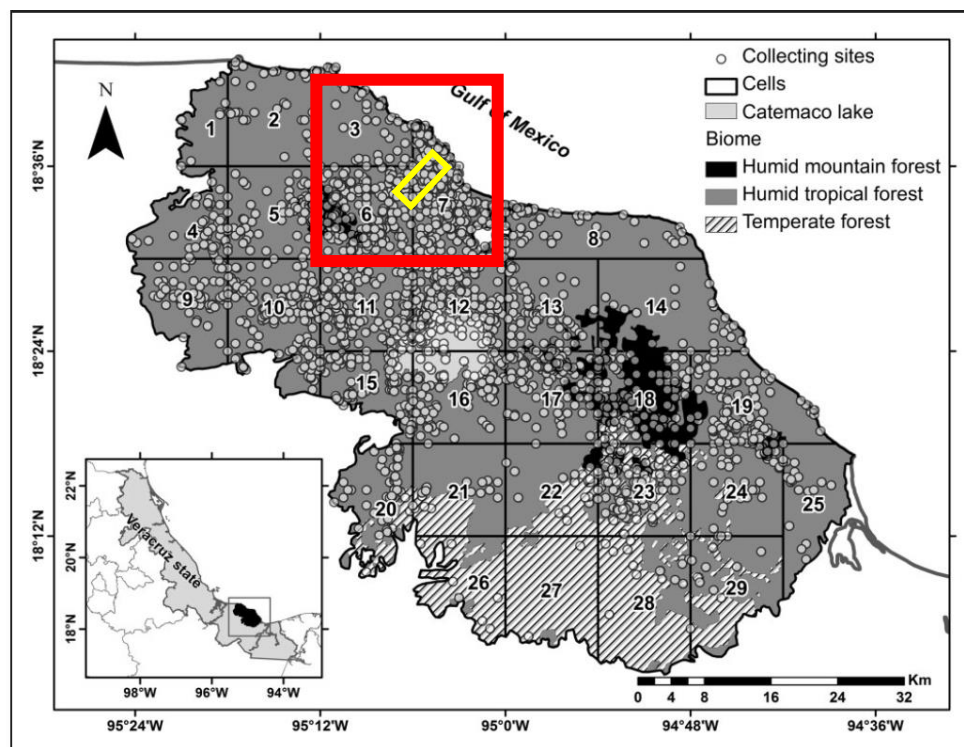 N
Gulf of Mexico
Collecting sites
Cells
Catemaco lake
Biome
Humid mountain forest
Humid tropical forest
Temperate forest
1
2
3
4
5
6
7
8
9
10
11
12
13
14
15
16
17
18
19
20
21
22
23
24
25
26
27
28
29
18°36'N
18°24'N
18°12'N
22°N
20°N
18°N
Veracruz state
98°W 96°W 94°W
Km
0 2 4 8 16 24 32
95°24'W 95°12'W 95°0'W 94°48'W 94°36'W